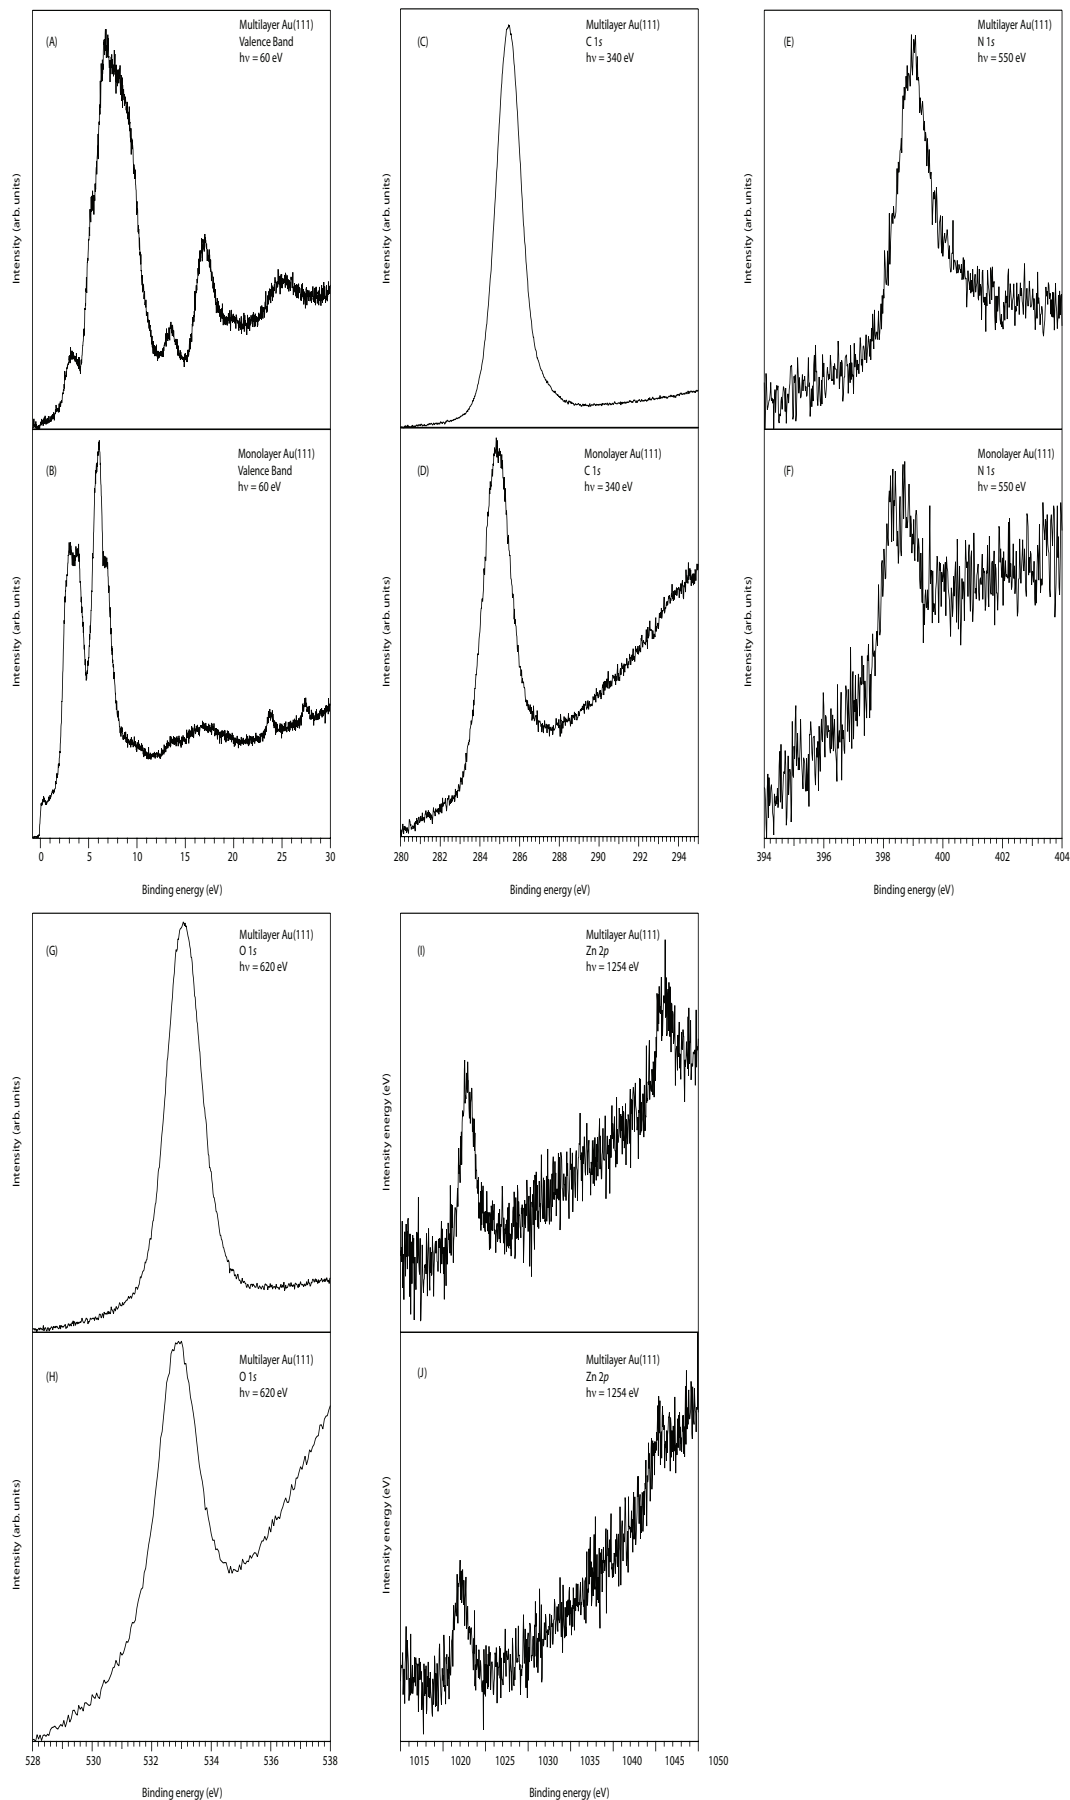 (A)
Multilayer Au(111)
Valence Band
hν = 60 eV
Intensity (arb. units)
(C)
Multilayer Au(111)
C 1s
hν = 340 eV
Intensity (arb. units)
(E)
Multilayer Au(111)
N 1s
hν = 550 eV
Intensity (arb. units)
(B)
Monolayer Au(111)
Valence Band
hν = 60 eV
Intensity (arb. units)
0 5 10 15 20 25 30
Binding energy (eV)
(D)
Monolayer Au(111)
C 1s
hν = 340 eV
Intensity (arb. units)
280 282 284 286 288 290 292 294
Binding energy (eV)
(F)
Monolayer Au(111)
N 1s
hν = 550 eV
Intensity (arb. units)
394 396 398 400 402 404
Binding energy (eV)
(G)
Multilayer Au(111)
O 1s
hν = 620 eV
Intensity (arb. units)
(I)
Multilayer Au(111)
Zn 2p
hν = 1254 eV
Intensity energy (eV)
(H)
Multilayer Au(111)
O 1s
hν = 620 eV
Intensity (arb. units)
528 530 532 534 536 538
Binding energy (eV)
(J)
Multilayer Au(111)
Zn 2p
hν = 1254 eV
Intensity energy (eV)
1015 1020 1025 1030 1035 1040 1045 1050
Binding energy (eV)